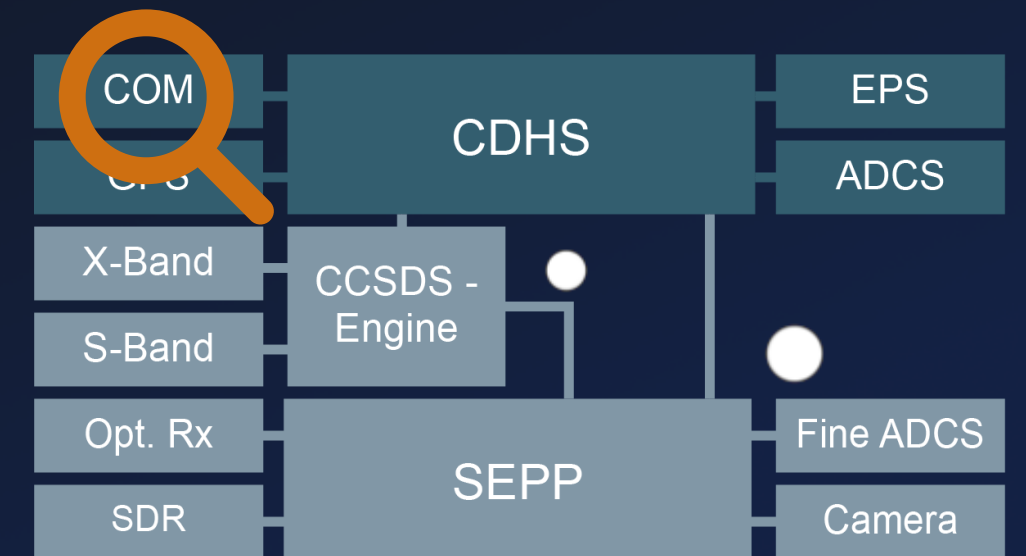 COM
EPS
CDHS
ADCS
X-Band
CCSDS -
Engine
S-Band
Opt. Rx
Fine ADCS
SEPP
SDR
Camera